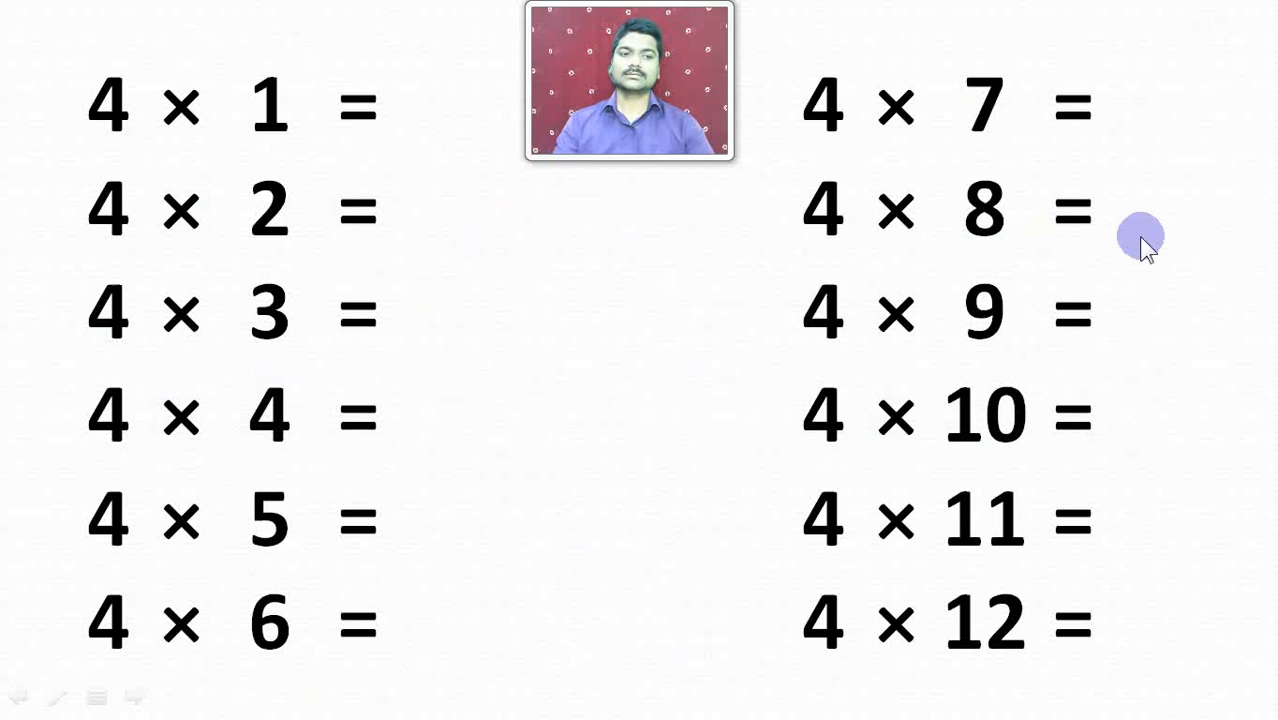 4 × 1 =
4 × 2 =
4 × 3 =
4 × 4 =
4 × 5 =
4 × 6 =
4 × 7 =
4 × 8 =
4 × 9 =
4 × 10 =
4 × 11 =
4 × 12 =